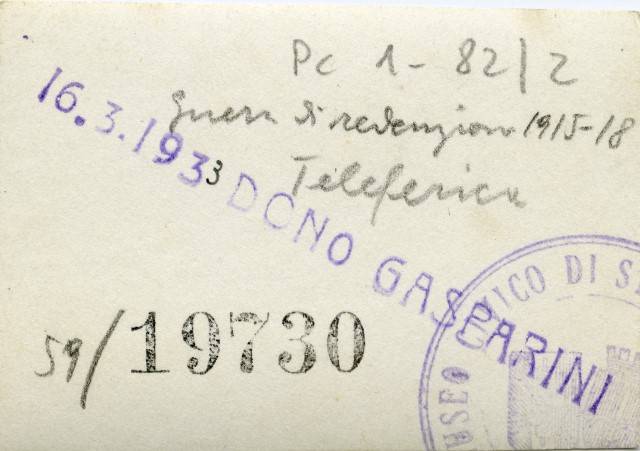 Pc 1-82/2
Guerra di redenzione 1915-18
Teleferica
16.3.1933 DONO GASPARINI
59/19730
MUSEO
ICO DI S